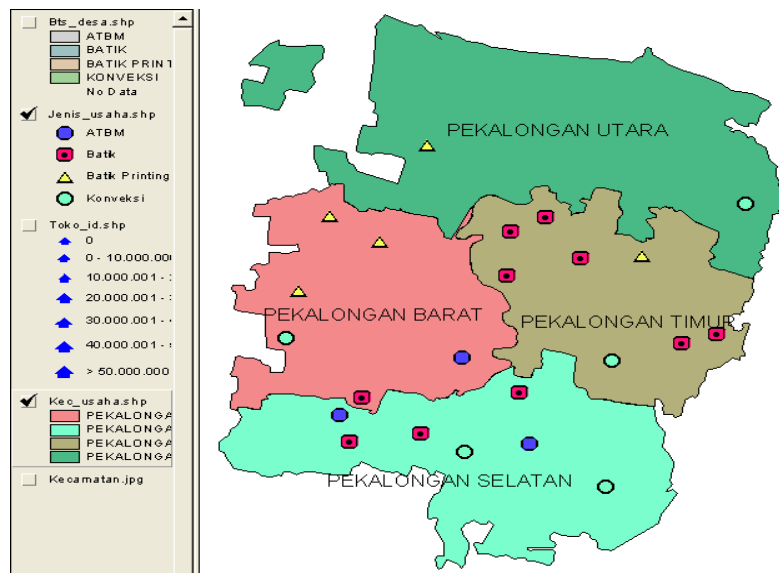 Bts_desa.shp
ATBM
BATIK
BATIK PRINT
KONVEKSI
No Data
Jenis_usaha.shp
ATBM
Batik
Batik Printing
Konveksi
Toko_id.shp
0
0 - 10.000.00
10.000.001 -
20.000.001 -
30.000.001 -
40.000.001 -
> 50.000.000
Kec_usaha.shp
PEKALONGA
PEKALONGA
PEKALONGA
PEKALONGA
Kecamatan.jpg
PEKALONGAN UTARA
PEKALONGAN BARAT
PEKALONGAN TIMUR
PEKALONGAN SELATAN